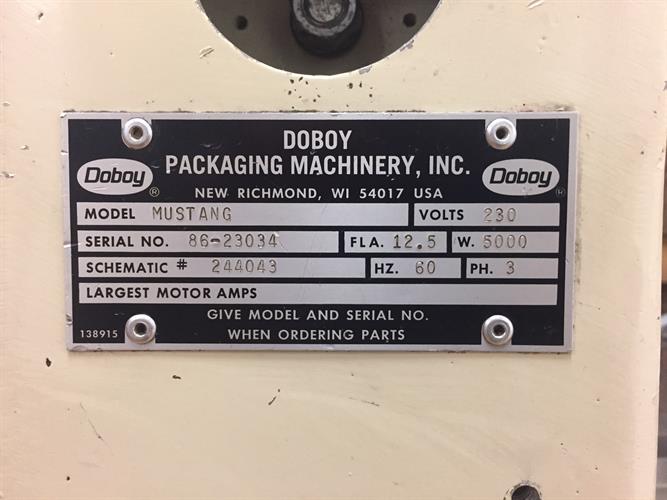 DOBOY
PACKAGING MACHINERY, INC.
Doboy ® Doboy ®
NEW RICHMOND, WI 54017 USA
MODEL MUSTANG VOLTS 230
SERIAL NO. 86-23034 FLA. 12.5 W. 5000
SCHEMATIC # 244043 HZ. 60 PH. 3
LARGEST MOTOR AMPS
GIVE MODEL AND SERIAL NO.
138915 WHEN ORDERING PARTS